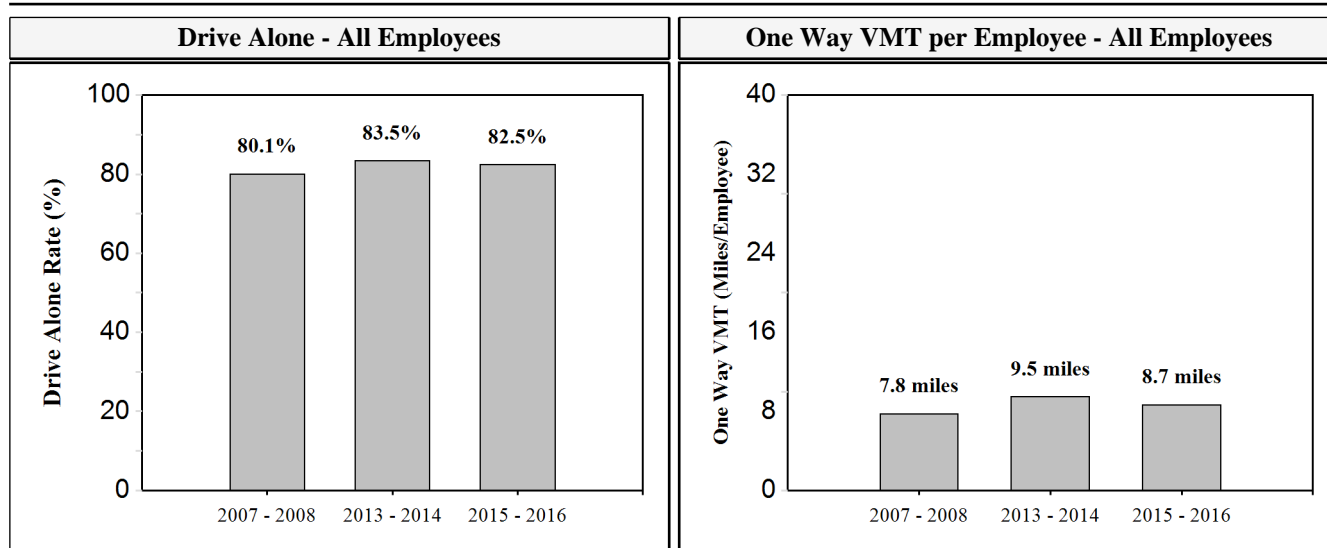 Drive Alone - All Employees
One Way VMT per Employee - All Employees
Drive Alone Rate (%)
100
80
60
40
20
0
80.1%
83.5%
82.5%
2007 - 2008
2013 - 2014
2015 - 2016
One Way VMT (Miles/Employee)
40
32
24
16
8
0
7.8 miles
9.5 miles
8.7 miles
2007 - 2008
2013 - 2014
2015 - 2016